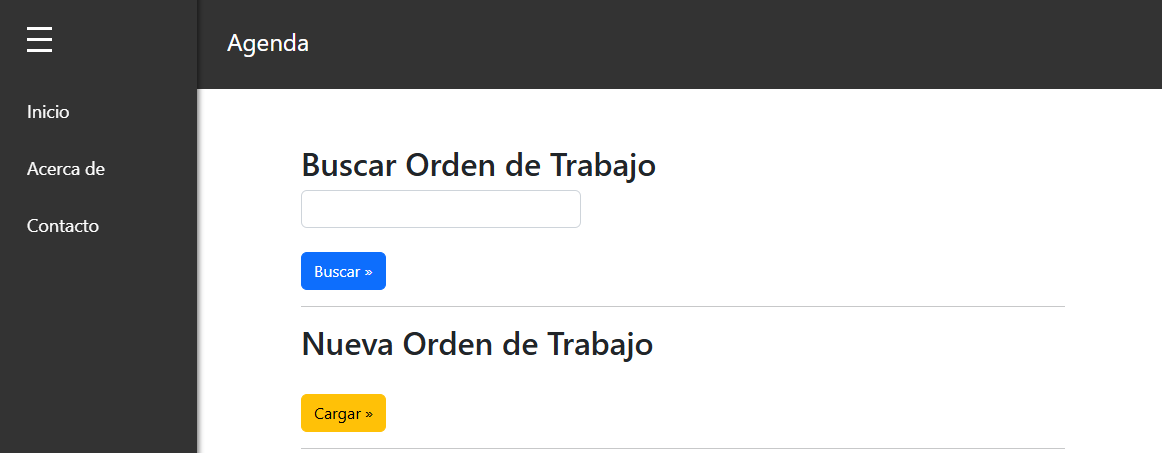 Agenda
Inicio
Acerca de
Contacto
Buscar Orden de Trabajo
Buscar »
Nueva Orden de Trabajo
Cargar »